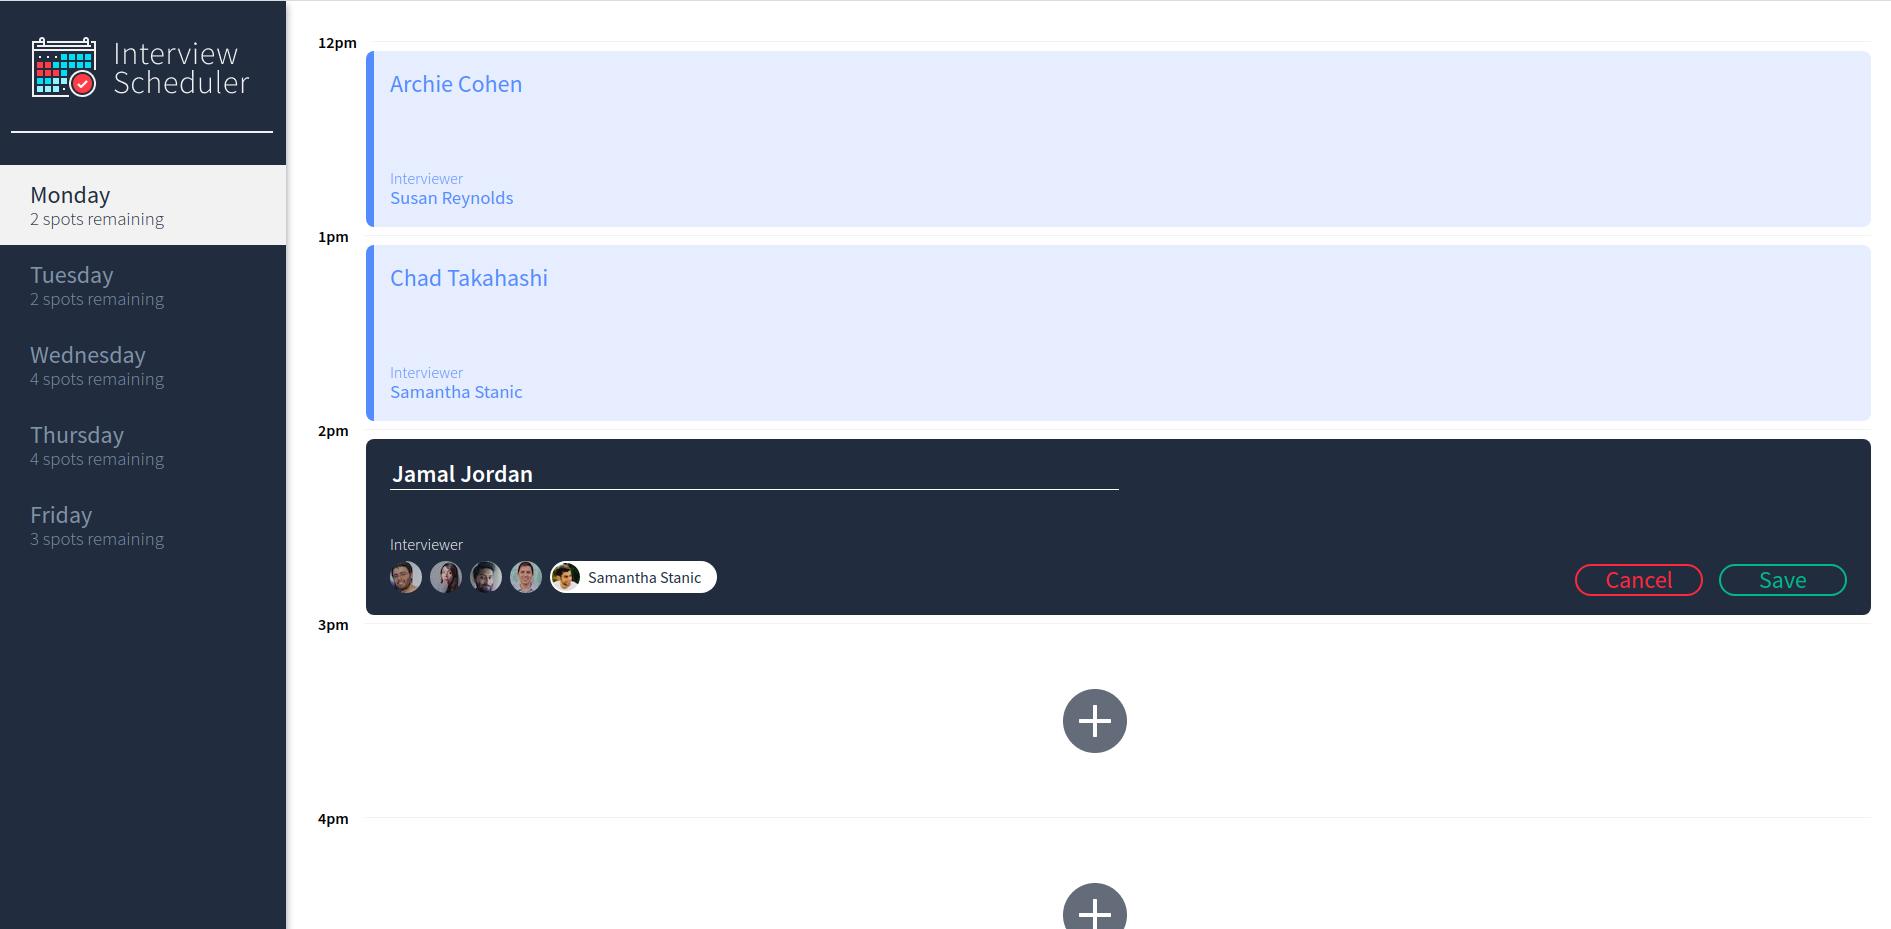 Interview
Scheduler
Monday
2 spots remaining
Tuesday
2 spots remaining
Wednesday
4 spots remaining
Thursday
4 spots remaining
Friday
3 spots remaining
12pm
Archie Cohen
Interviewer
Susan Reynolds
1pm
Chad Takahashi
Interviewer
Samantha Stanic
2pm
Jamal Jordan
Interviewer
Samantha Stanic
Cancel
Save
3pm
4pm